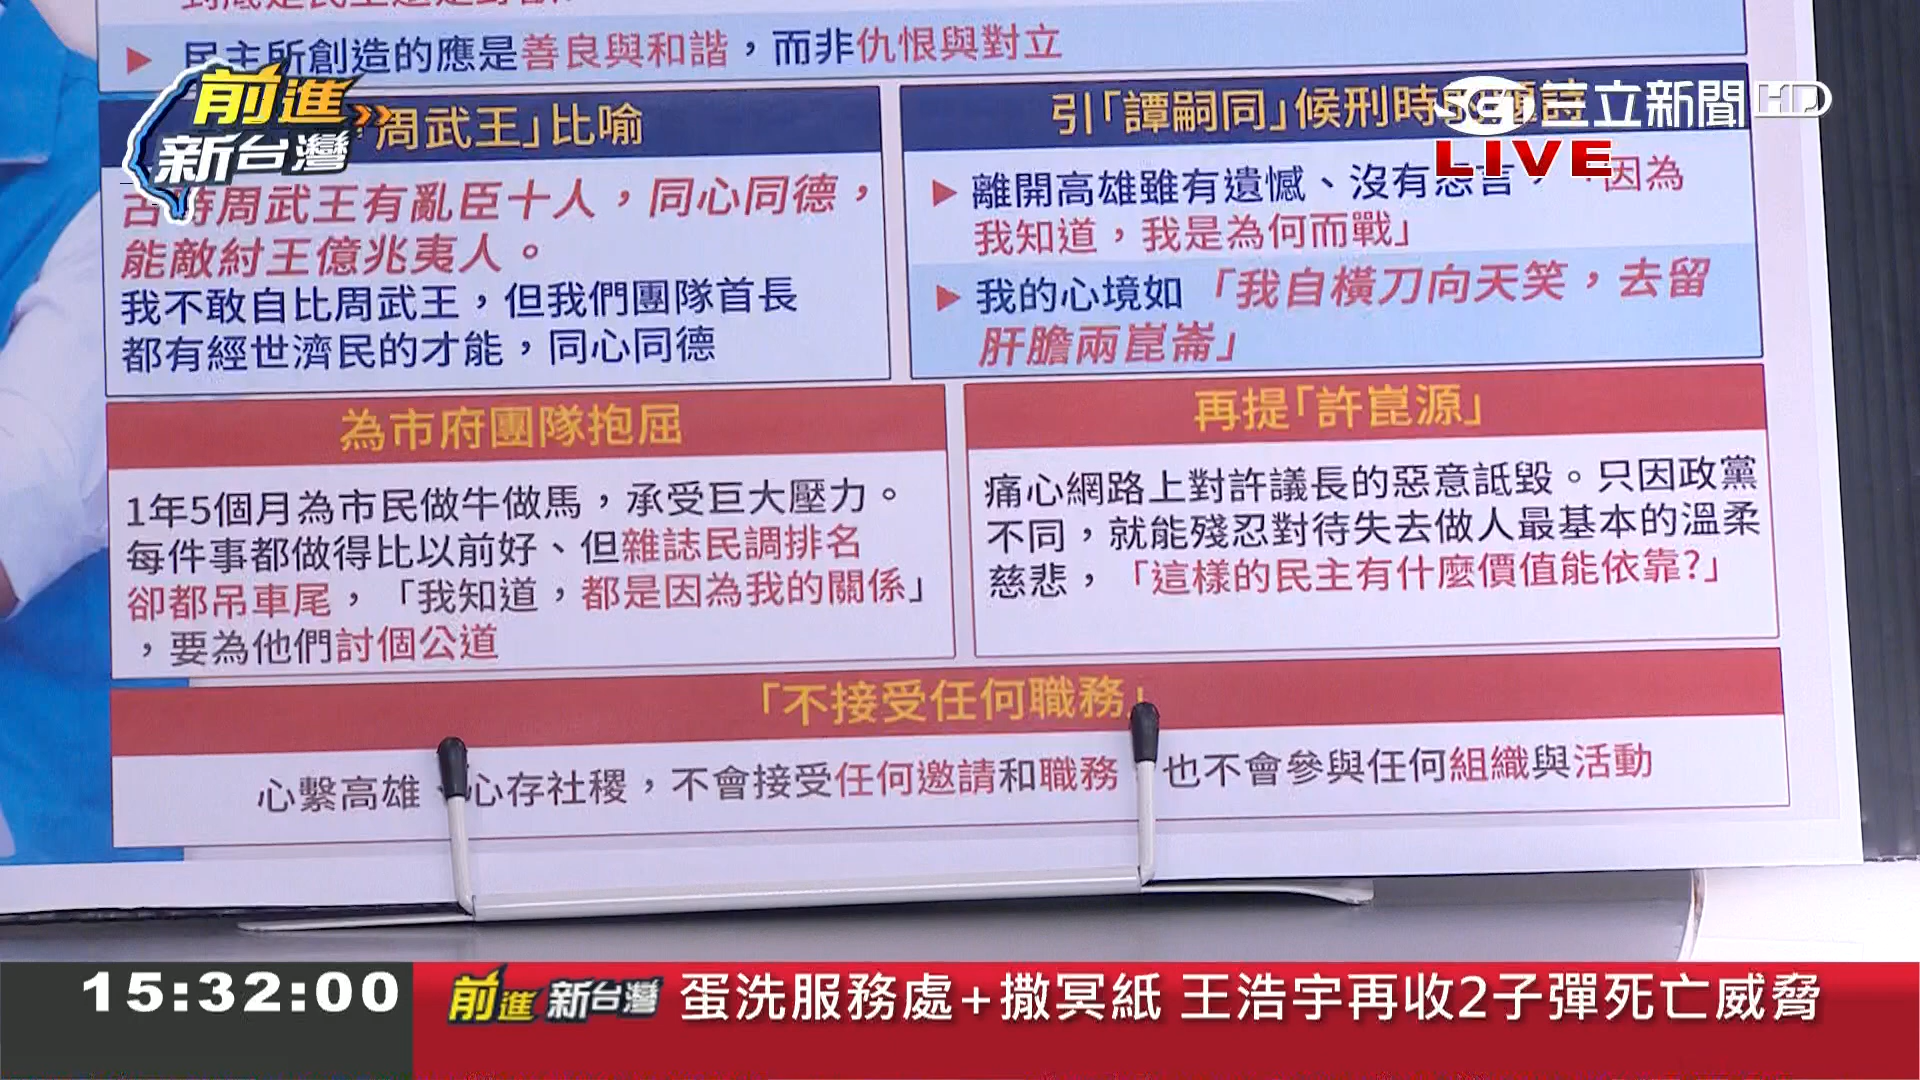 民主所創造的應是善良與和諧，而非仇恨與對立
前進
新台灣
周武王」比喻
古時周武王有亂臣十人，同心同德，
能敵紂王億兆夷人。
我不敢自比周武王，但我們團隊首長
都有經世濟民的才能，同心同德
三立新聞HD
LIVE
引「譚嗣同」候刑時的題詩
離開高雄雖有遺憾、沒有怨言，「因為
我知道，我是為何而戰」
我的心境如「我自橫刀向天笑，去留
肝膽兩崑崙」
為市府團隊抱屈
1年5個月為市民做牛做馬，承受巨大壓力。
每件事都做得比以前好、但雜誌民調排名
卻都吊車尾，「我知道，都是因為我的關係」
，要為他們討個公道
再提「許崑源」
痛心網路上對許議長的惡意詆毀。只因政黨
不同，就能殘忍對待失去做人最基本的溫柔
慈悲，「這樣的民主有什麼價值能依靠?」
「不接受任何職務」
心繫高雄、心存社稷，不會接受任何邀請和職務 也不會參與任何組織與活動
15:32:00
前進新台灣
蛋洗服務處+撒冥紙 王浩宇再收2子彈死亡威脅